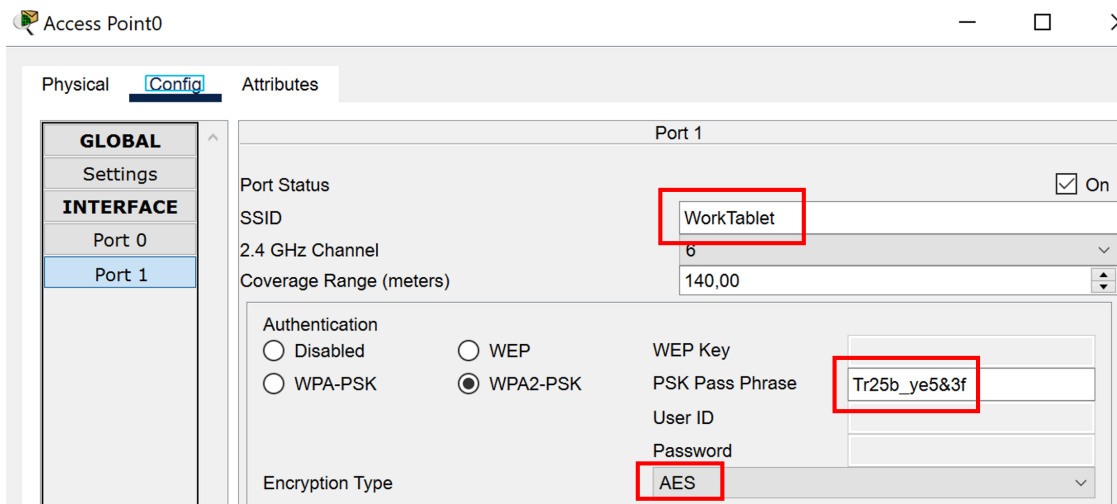 Access Point0
Physical Config Attributes
GLOBAL
Settings
INTERFACE
Port 0
Port 1
Port 1
Port Status On
SSID WorkTablet
2.4 GHz Channel 6
Coverage Range (meters) 140,00
Authentication
Disabled WEP WEP Key
WPA-PSK WPA2-PSK PSK Pass Phrase Tr25b_ye5&3f
User ID
Password
Encryption Type AES